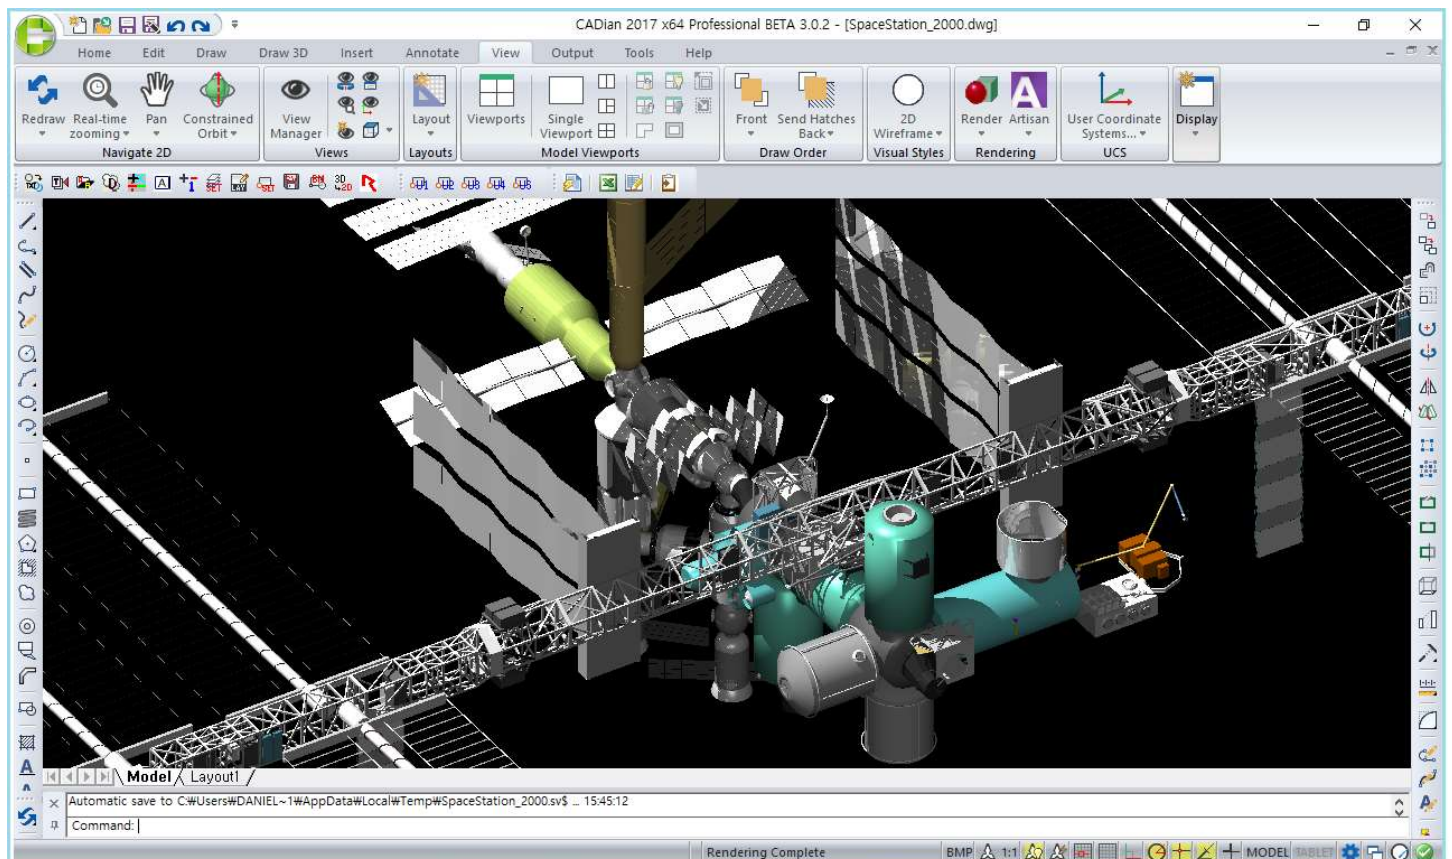 CADian 2017 x64 Professional BETA 3.0.2 - [SpaceStation_2000.dwg]
Home Edit Draw Draw 3D Insert Annotate View Output Tools Help
Redraw Real-time zooming Pan Constrained Orbit
Navigate 2D
View Manager
Views
Layout
Layouts
Viewports Single Viewport
Model Viewports
Front Send Hatches Back
Draw Order
2D Wireframe
Visual Styles
Render Artisan
Rendering
User Coordinate Systems...
UCS
Display
Model Layout1
Automatic save to C:₩Users₩DANIEL~1₩AppData₩Local₩Temp₩SpaceStation_2000.sv$ ... 15:45:12
Command:
Rendering Complete BMP 1:1 MODEL TABLET